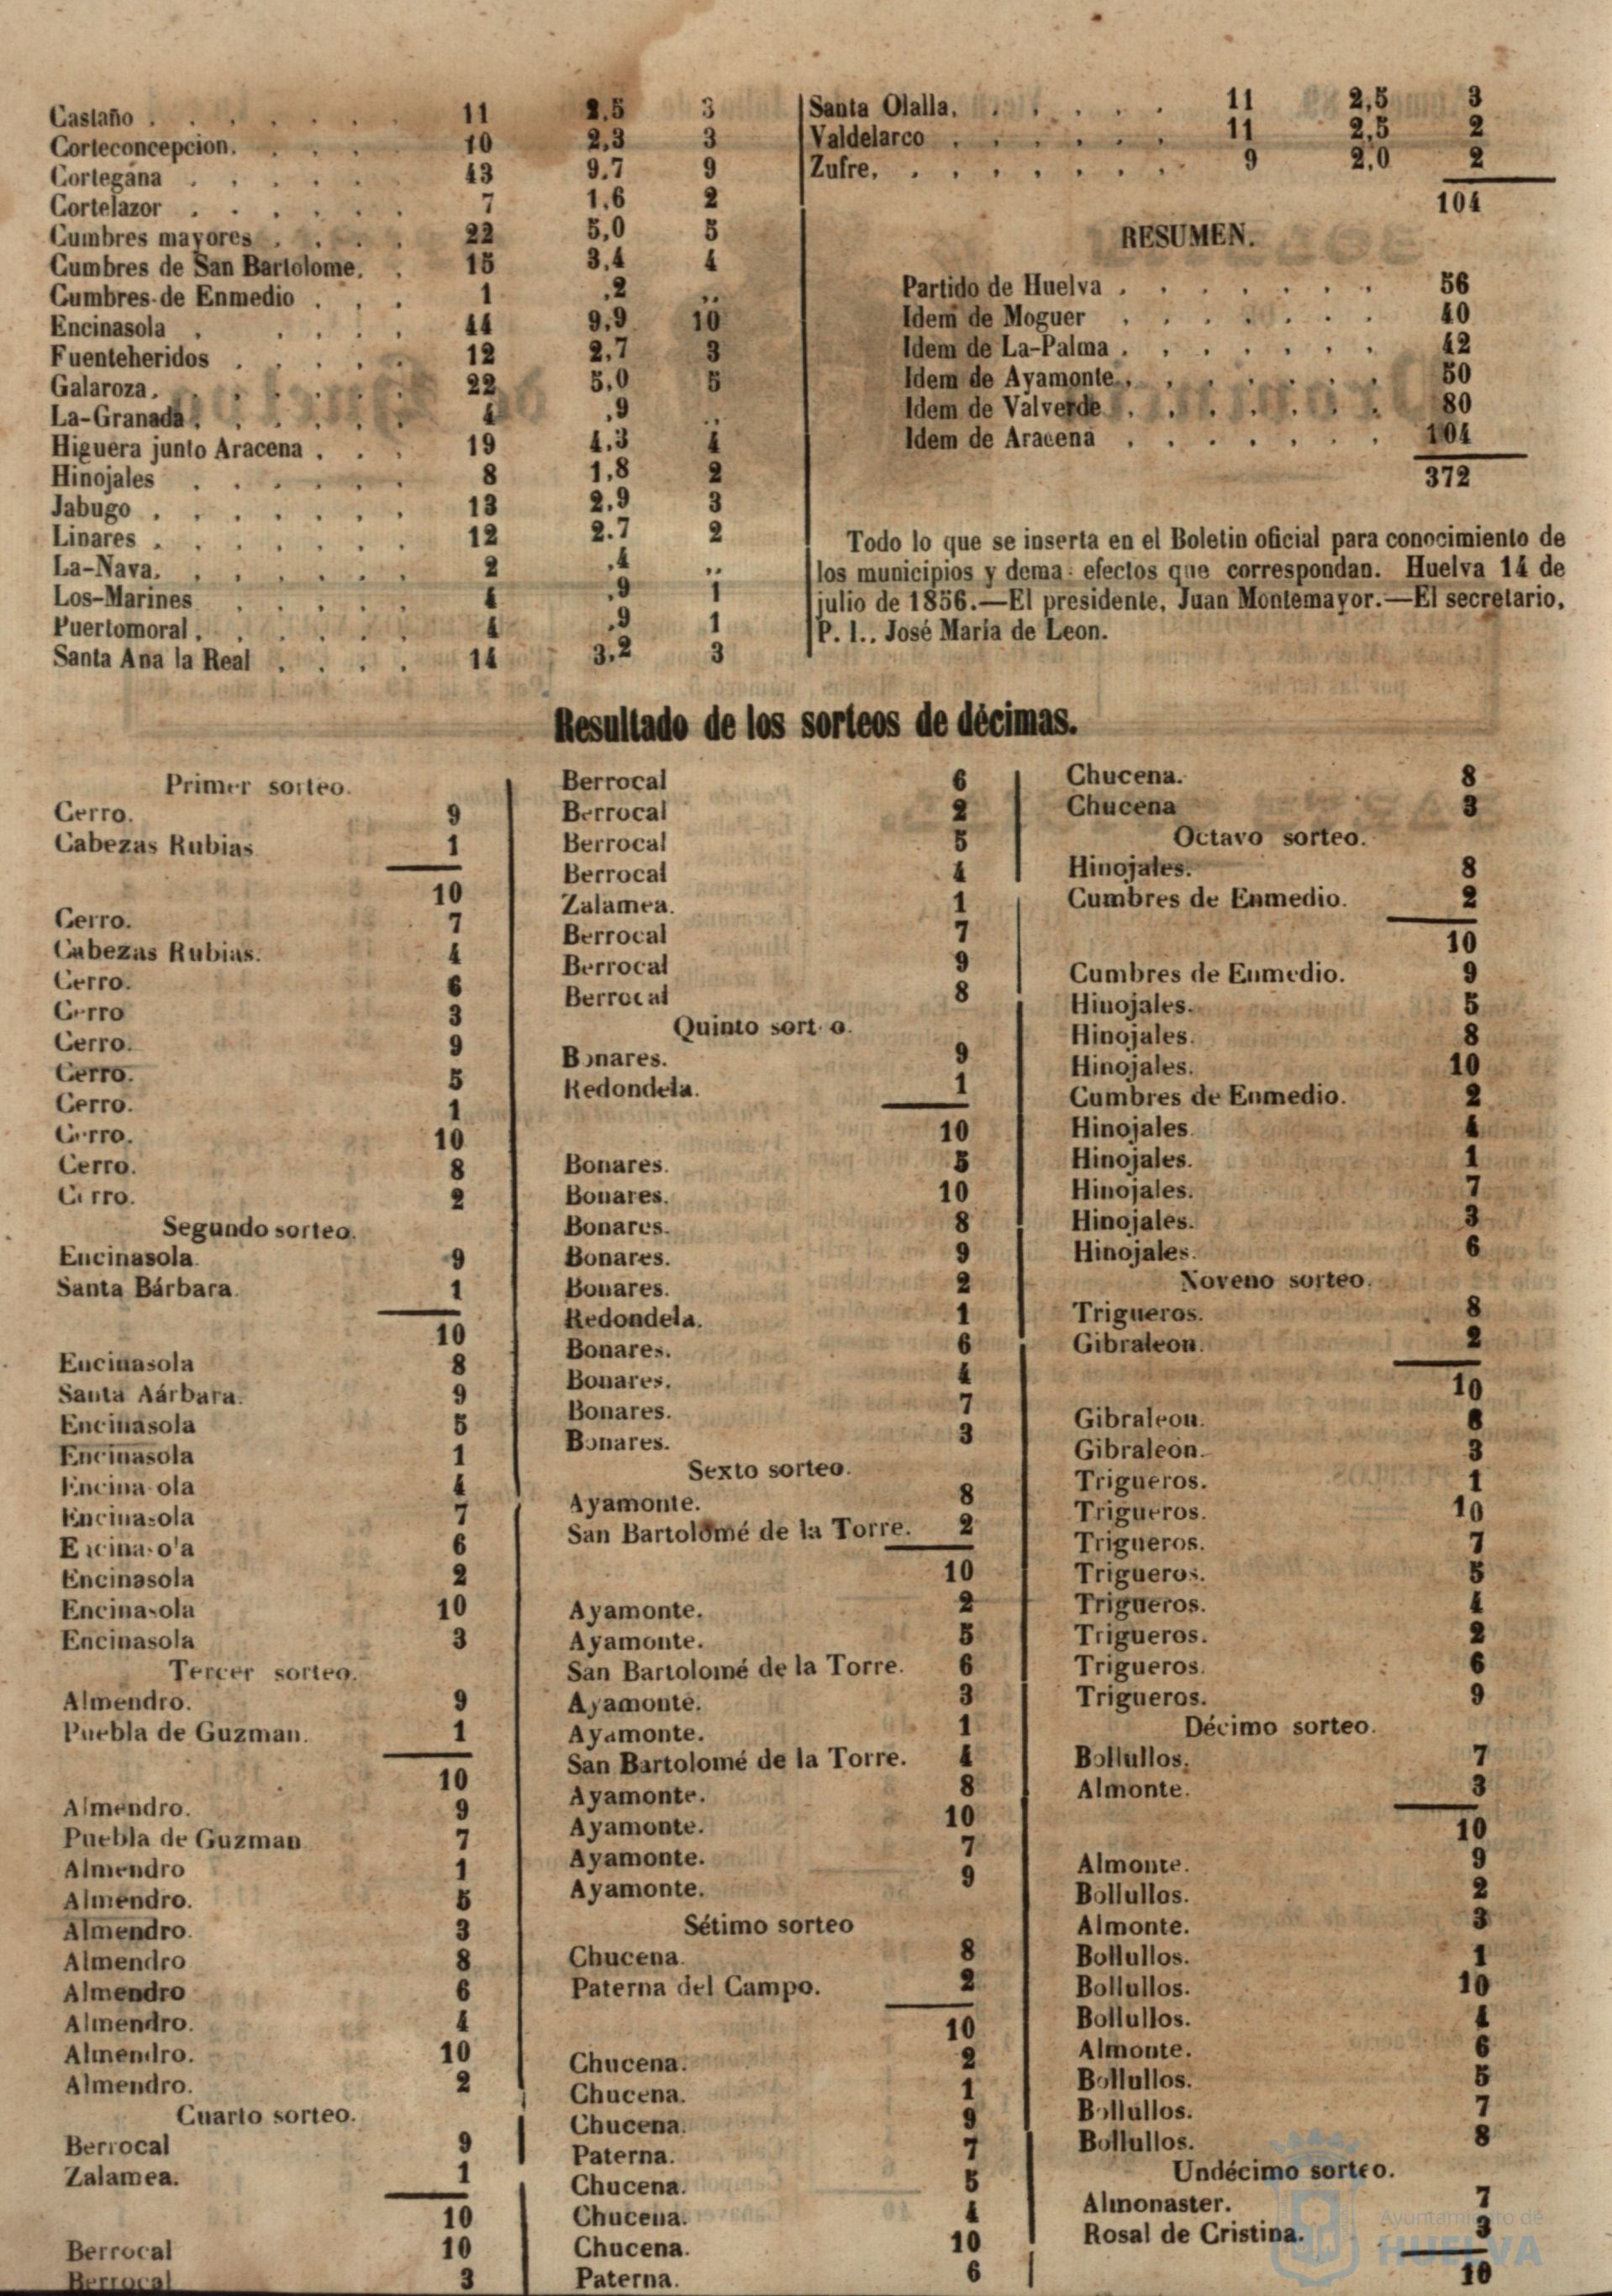 Castaño . . . . . . . 11 2,5 3
Corteconcepcion. . . . 10 2,3 3
Cortegana . . . . . 43 9.7 9
Cortelazor . . . . . . 7 1,6 2
Cumbres mayores . . . . 22 5,0 5
Cumbres de San Bartolome. . 15 3,4 4
Cumbres de Enmedio . . . 1 ,2 ..
Encinasola . . . . . 44 9,9 10
Fuenteheridos . . . . . 12 2,7 3
Galaroza. . . . . . . 22 5,0 5
La-Granada. . . . . . 4 ,9 ..
Higuera junto Aracena . . . 19 4,3 4
Hinojales . . . . . . 8 1,8 2
Jabugo . . . . . . . 13 2,9 3
Linares . . . . . . . 12 2.7 2
La-Nava. . . . . . . 2 ,4 ..
Los-Marines . . . . . 4 ,9 1
Puertomoral. . . . . . 4 ,9 1
Santa Ana la Real . . . . 14 3,2 3
Santa Olalla. . . . . . 11 2,5 3
Valdelarco . . . . . . 11 2,5 2
Zufre. . . . . . . . 9 2,0 2
104
RESUMEN.
Partido de Huelva . . . . . . . 56
Idem de Moguer . . . . . . . 40
Idem de La-Palma . . . . . . . 42
Idem de Ayamonte. . . . . . . 50
Idem de Valverde . . . . . . . 80
Idem de Aracena . . . . . . . 104
372
Todo lo que se inserta en el Boletin oficial para conocimiento de
los municipios y dema: efectos que correspondan. Huelva 14 de
julio de 1856.—El presidente, Juan Montemayor.—El secretario,
P. I.. José María de Leon.
Resultado de los sorteos de décimas.
Primer sorteo.
Cerro. 9
Cabezas Rubias 1
10
Cerro. 7
Cabezas Rubias. 4
Cerro. 6
Cerro 3
Cerro. 9
Cerro. 5
Cerro. 1
Cerro. 10
Cerro. 8
Cerro. 2
Segundo sorteo.
Encinasola. 9
Santa Bárbara. 1
10
Encinasola 8
Santa Aárbara. 9
Encinasola 5
Encinasola 1
Encina ola 4
Encinasola 7
Encina o'a 6
Encinasola 2
Encinasola 10
Encinasola 3
Tercer sorteo.
Almendro. 9
Puebla de Guzman. 1
10
Almendro. 9
Puebla de Guzman 7
Almendro 1
Almendro. 5
Almendro. 3
Almendro 8
Almendro 6
Almendro. 4
Almendro. 10
Almendro. 2
Cuarto sorteo.
Berrocal 9
Zalamea. 1
10
Berrocal 10
Berrocal 3
Berrocal 6
Berrocal 2
Berrocal 5
Berrocal 4
Zalamea. 1
Berrocal 7
Berrocal 9
Berrocal 8
Quinto sort o.
Bonares. 9
Redondela. 1
10
Bonares. 5
Bonares. 10
Bonares. 8
Bonares. 9
Bonares. 2
Redondela. 1
Bonares. 6
Bonares. 4
Bonares. 7
Bonares. 3
Sexto sorteo.
Ayamonte. 8
San Bartolomé de la Torre. 2
10
Ayamonte. 2
Ayamonte. 5
San Bartolomé de la Torre. 6
Ayamonte. 3
Ayamonte. 1
San Bartolomé de la Torre. 4
Ayamonte. 8
Ayamonte. 10
Ayamonte. 7
Ayamonte. 9
Sétimo sorteo
Chucena. 8
Paterna del Campo. 2
10
Chucena. 2
Chucena. 1
Chucena. 9
Paterna. 7
Chucena. 5
Chucena. 4
Chucena. 10
Paterna. 6
Chucena. 8
Chucena 3
Octavo sorteo.
Hinojales. 8
Cumbres de Enmedio. 2
10
Cumbres de Enmedio. 9
Hinojales. 5
Hinojales. 8
Hinojales. 10
Cumbres de Enmedio. 2
Hinojales. 4
Hinojales. 1
Hinojales. 7
Hinojales. 3
Hinojales. 6
Noveno sorteo.
Trigueros. 8
Gibraleon. 2
10
Gibraleon. 8
Gibraleon. 3
Trigueros. 1
Trigueros. 10
Trigueros. 7
Trigueros. 5
Trigueros. 4
Trigueros. 2
Trigueros. 6
Trigueros. 9
Décimo sorteo.
Bollullos. 7
Almonte. 3
10
Almonte. 9
Bollullos. 2
Almonte. 3
Bollullos. 1
Bollullos. 10
Bollullos. 4
Almonte. 6
Bollullos. 5
Bollullos. 7
Bollullos. 8
Undécimo sorteo.
Almonaster. 7
Rosal de Cristina. 3
10
Ayuntamiento de
HUELVA